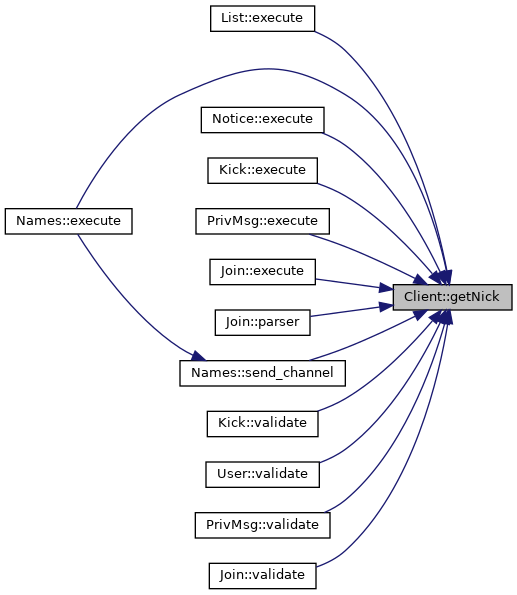 List::execute
Notice::execute
Kick::execute
Names::execute
PrivMsg::execute
Join::execute
Client::getNick
Join::parser
Names::send_channel
Kick::validate
User::validate
PrivMsg::validate
Join::validate